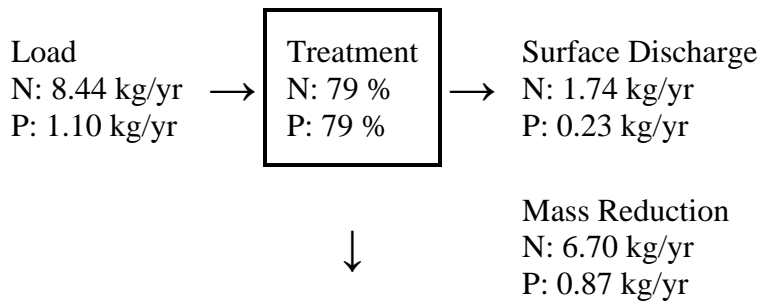 Load
N: 8.44 kg/yr
P: 1.10 kg/yr
→
Treatment
N: 79 %
P: 79 %
→
Surface Discharge
N: 1.74 kg/yr
P: 0.23 kg/yr
↓
Mass Reduction
N: 6.70 kg/yr
P: 0.87 kg/yr